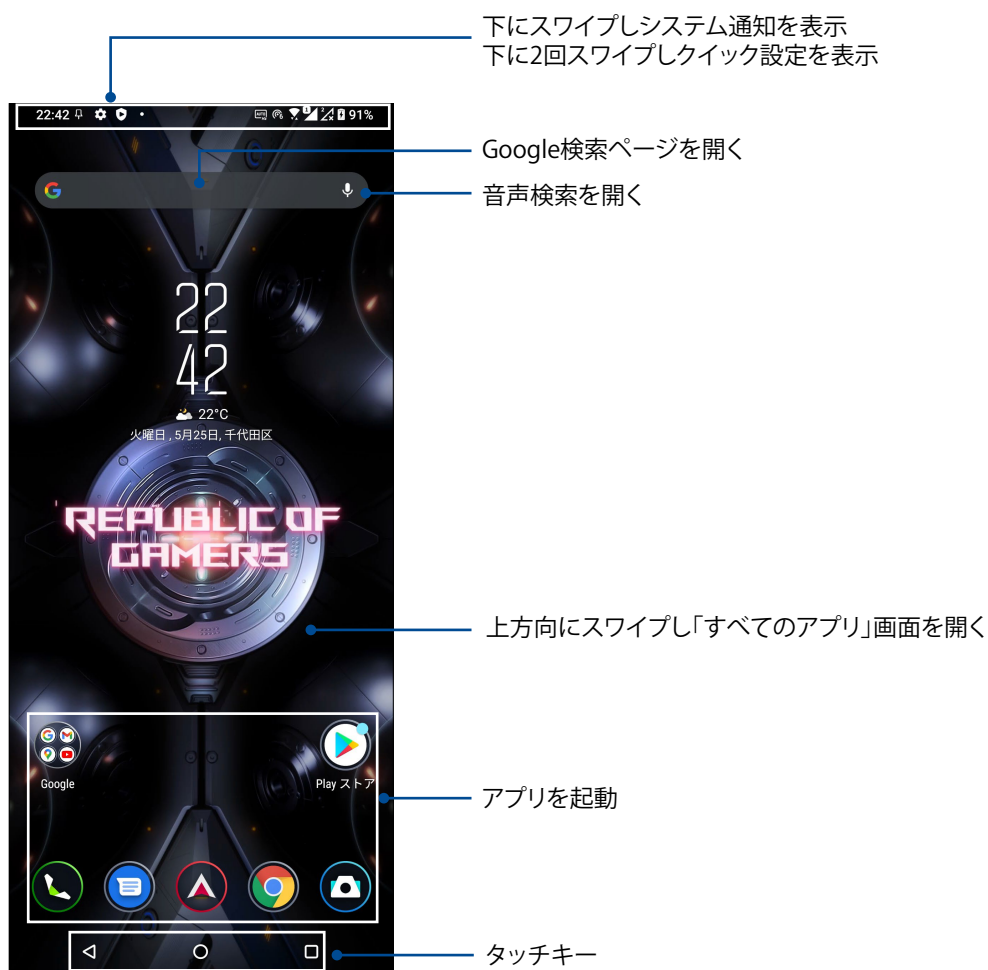 下にスワイプしシステム通知を表示
下に2回スワイプしクイック設定を表示
22:42 91%
Google検索ページを開く
音声検索を開く
22
42
22°C
火曜日 , 5月25日, 千代田区
REPUBLIC OF
GAMERS
上方向にスワイプし「すべてのアプリ」画面を開く
Google
Play ストア
アプリを起動
タッチキー